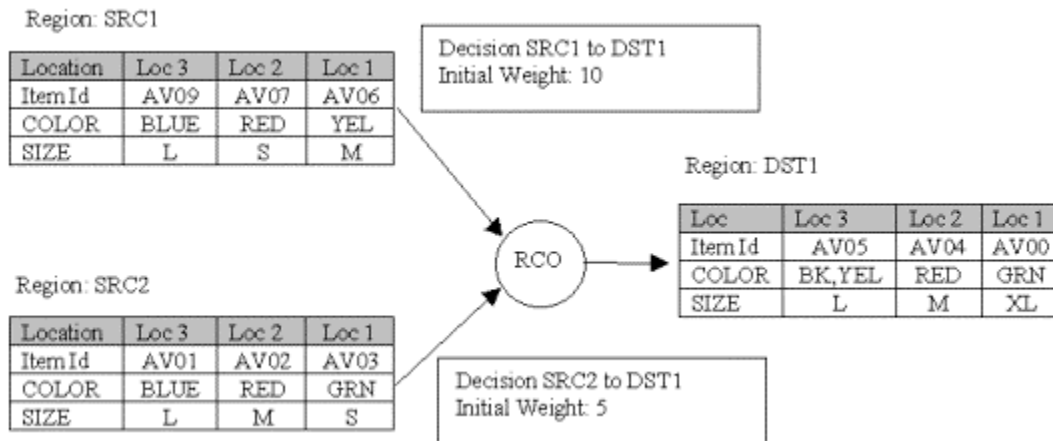 Region: SRC1
Location Loc 3 Loc 2 Loc 1
Item Id AV09 AV07 AV06
COLOR BLUE RED YEL
SIZE L S M
Decision SRC1 to DST1
Initial Weight: 10
Region: DST1
Loc Loc 3 Loc 2 Loc 1
Item Id AV05 AV04 AV00
COLOR BK,YEL RED GRN
SIZE L M XL
RCO
Region: SRC2
Location Loc 3 Loc 2 Loc 1
Item Id AV01 AV02 AV03
COLOR BLUE RED GRN
SIZE L M S
Decision SRC2 to DST1
Initial Weight: 5